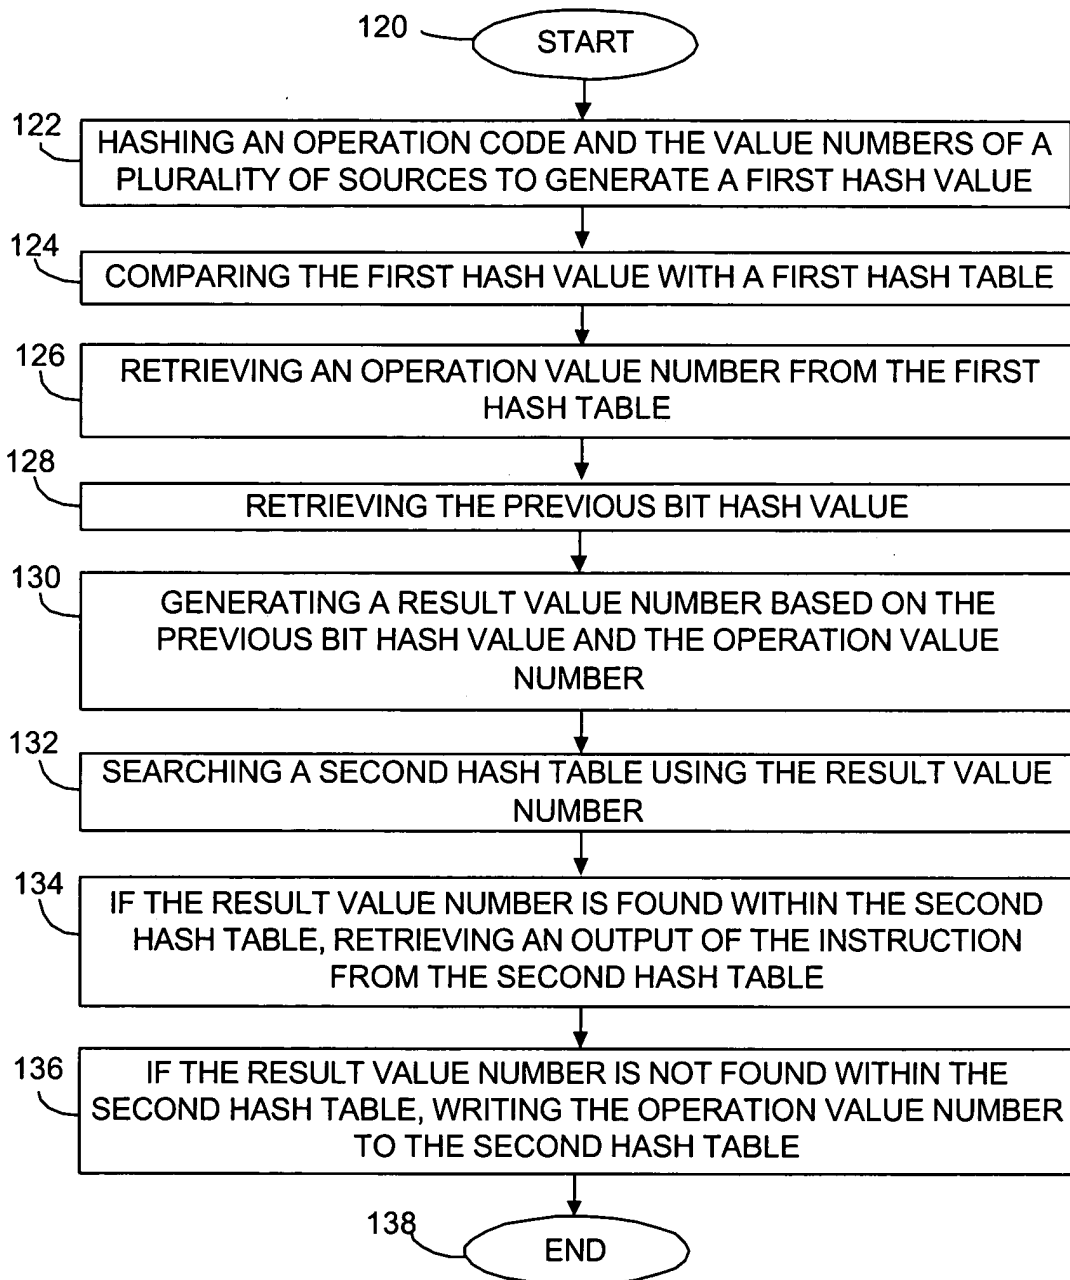 120
START
122
HASHING AN OPERATION CODE AND THE VALUE NUMBERS OF A
PLURALITY OF SOURCES TO GENERATE A FIRST HASH VALUE
124
COMPARING THE FIRST HASH VALUE WITH A FIRST HASH TABLE
126
RETRIEVING AN OPERATION VALUE NUMBER FROM THE FIRST
HASH TABLE
128
RETRIEVING THE PREVIOUS BIT HASH VALUE
130
GENERATING A RESULT VALUE NUMBER BASED ON THE
PREVIOUS BIT HASH VALUE AND THE OPERATION VALUE
NUMBER
132
SEARCHING A SECOND HASH TABLE USING THE RESULT VALUE
NUMBER
134
IF THE RESULT VALUE NUMBER IS FOUND WITHIN THE SECOND
HASH TABLE, RETRIEVING AN OUTPUT OF THE INSTRUCTION
FROM THE SECOND HASH TABLE
136
IF THE RESULT VALUE NUMBER IS NOT FOUND WITHIN THE
SECOND HASH TABLE, WRITING THE OPERATION VALUE NUMBER
TO THE SECOND HASH TABLE
138
END